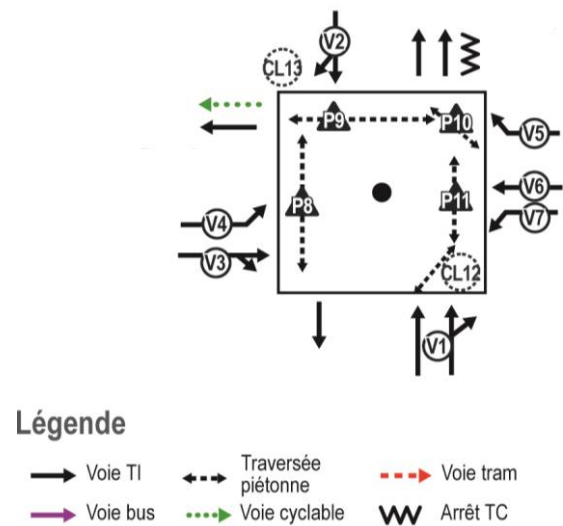 V2
CL13
P9
P10
V5
P8
P11
V6
V4
V7
V3
CL12
V1
Légende
Voie TI
Traversée
piétonne
Voie tram
Voie bus
Voie cyclable
Arrêt TC